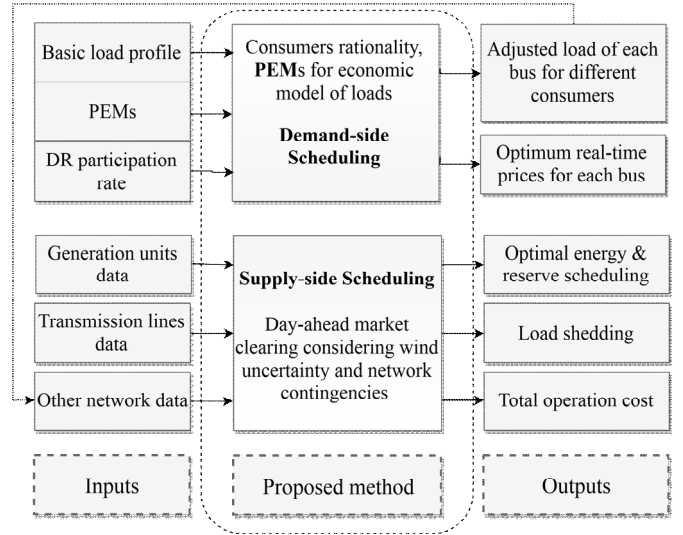 Basic load profile
PEMs
DR participation
rate
Consumers rationality,
PEMs for economic
model of loads
Demand-side
Scheduling
Adjusted load of each
bus for different
consumers
Optimum real-time
prices for each bus
Generation units
data
Transmission lines
data
Other network data
Supply-side Scheduling
Day-ahead market
clearing considering wind
uncertainty and network
contingencies
Optimal energy &
reserve scheduling
Load shedding
Total operation cost
Inputs
Proposed method
Outputs